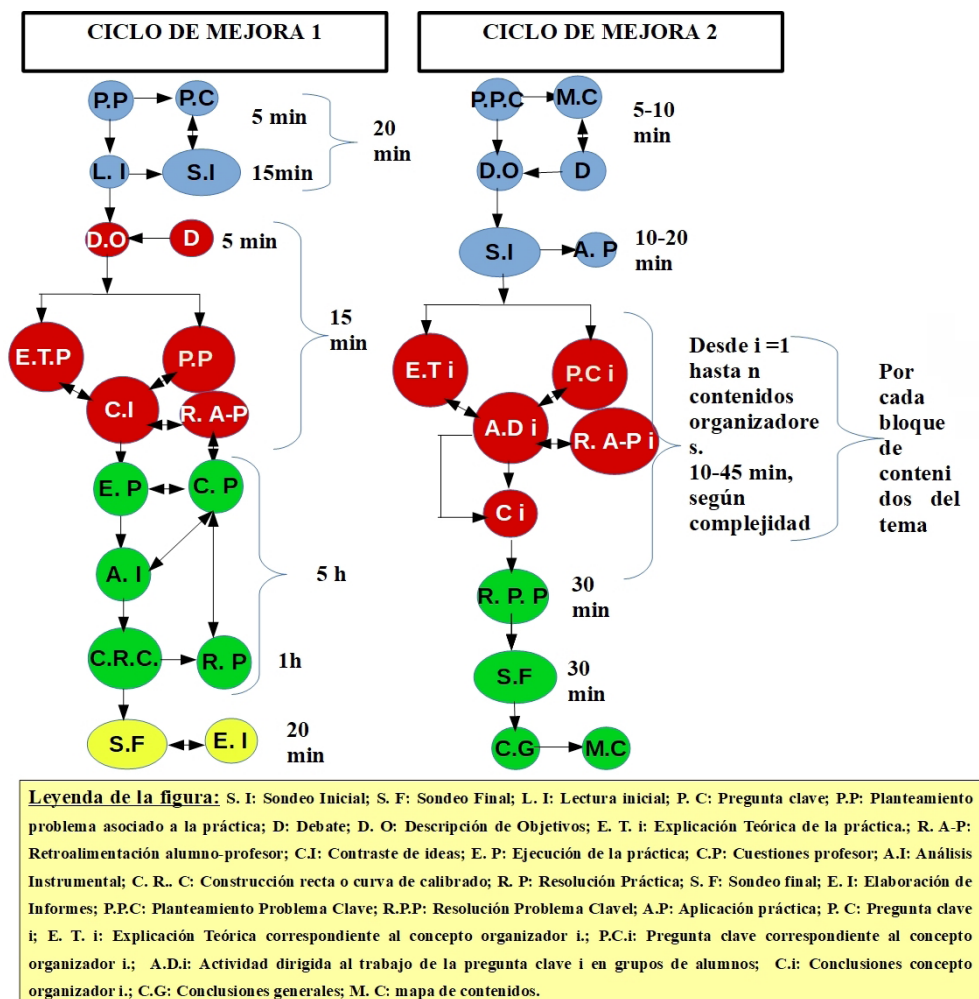 CICLO DE MEJORA 1
CICLO DE MEJORA 2
P.P
P.C
5 min
20
min
L. I
S.I
15min
D.O
D
5 min
E.T.P
P.P
15
min
C.I
R. A-P
E. P
C. P
A. I
5 h
C.R.C.
R. P
1h
S.F
E. I
20
min
P.P.C
M.C
5-10
min
D.O
D
S.I
A. P
10-20
min
E.T i
P.C i
A.D i
R. A-P i
C i
Desde i =1
hasta n
contenidos
organizadore
s.
10-45 min,
según
complejidad
Por
cada
bloque
de
conteni
dos del
tema
R. P. P
30
min
S.F
30
min
C.G
M.C
Leyenda de la figura: S. I: Sondeo Inicial; S. F: Sondeo Final; L. I: Lectura inicial; P. C: Pregunta clave; P.P: Planteamiento
problema asociado a la práctica; D: Debate; D. O: Descripción de Objetivos; E. T. i: Explicación Teórica de la práctica.; R. A-P:
Retroalimentación alumno-profesor; C.I: Contraste de ideas; E. P: Ejecución de la práctica; C.P: Cuestiones profesor; A.I: Análisis
Instrumental; C. R.. C: Construcción recta o curva de calibrado; R. P: Resolución Práctica; S. F: Sondeo final; E. I: Elaboración de
Informes; P.P.C: Planteamiento Problema Clave; R.P.P: Resolución Problema Clavel; A.P: Aplicación práctica; P. C: Pregunta clave
i; E. T. i: Explicación Teórica correspondiente al concepto organizador i.; P.C.i: Pregunta clave correspondiente al concepto
organizador i.; A.D.i: Actividad dirigida al trabajo de la pregunta clave i en grupos de alumnos; C.i: Conclusiones concepto
organizador i.; C.G: Conclusiones generales; M. C: mapa de contenidos.